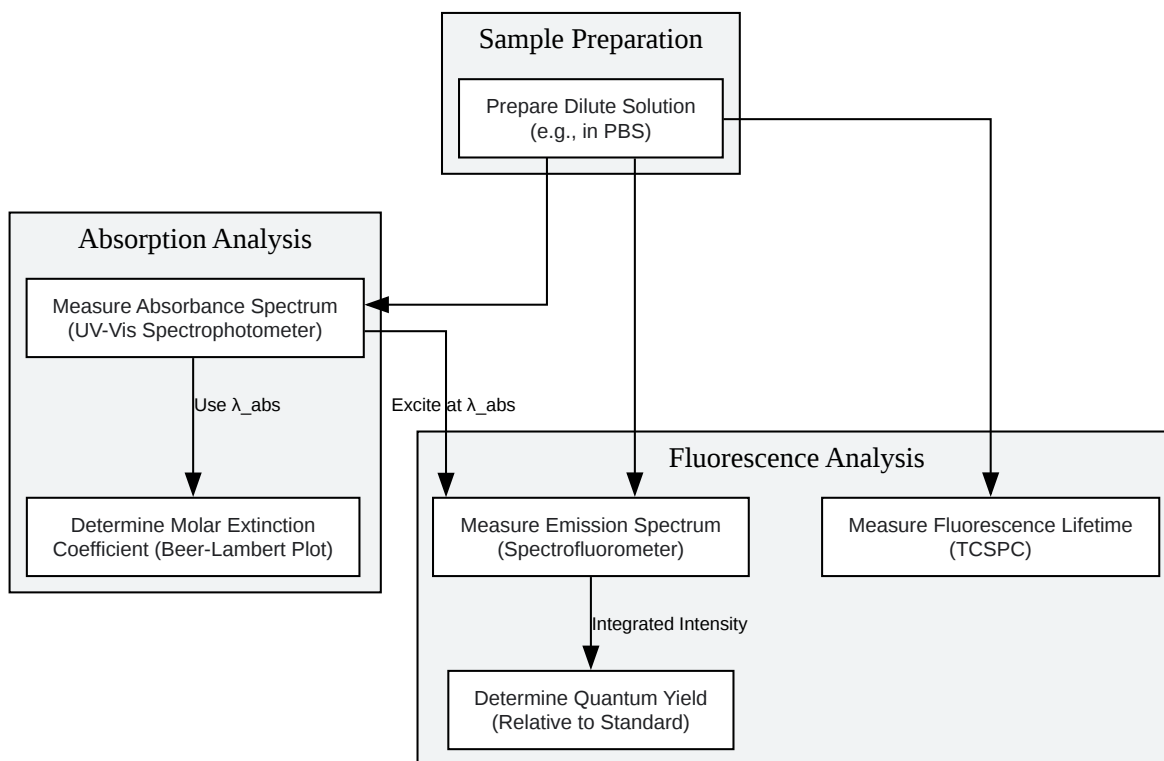 Sample Preparation
Prepare Dilute Solution
(e.g., in PBS)
Absorption Analysis
Measure Absorbance Spectrum
(UV-Vis Spectrophotometer)
Use λ_abs
Excite at λ_abs
Determine Molar Extinction
Coefficient (Beer-Lambert Plot)
Fluorescence Analysis
Measure Emission Spectrum
(Spectrofluorometer)
Measure Fluorescence Lifetime
(TCSPC)
Integrated Intensity
Determine Quantum Yield
(Relative to Standard)